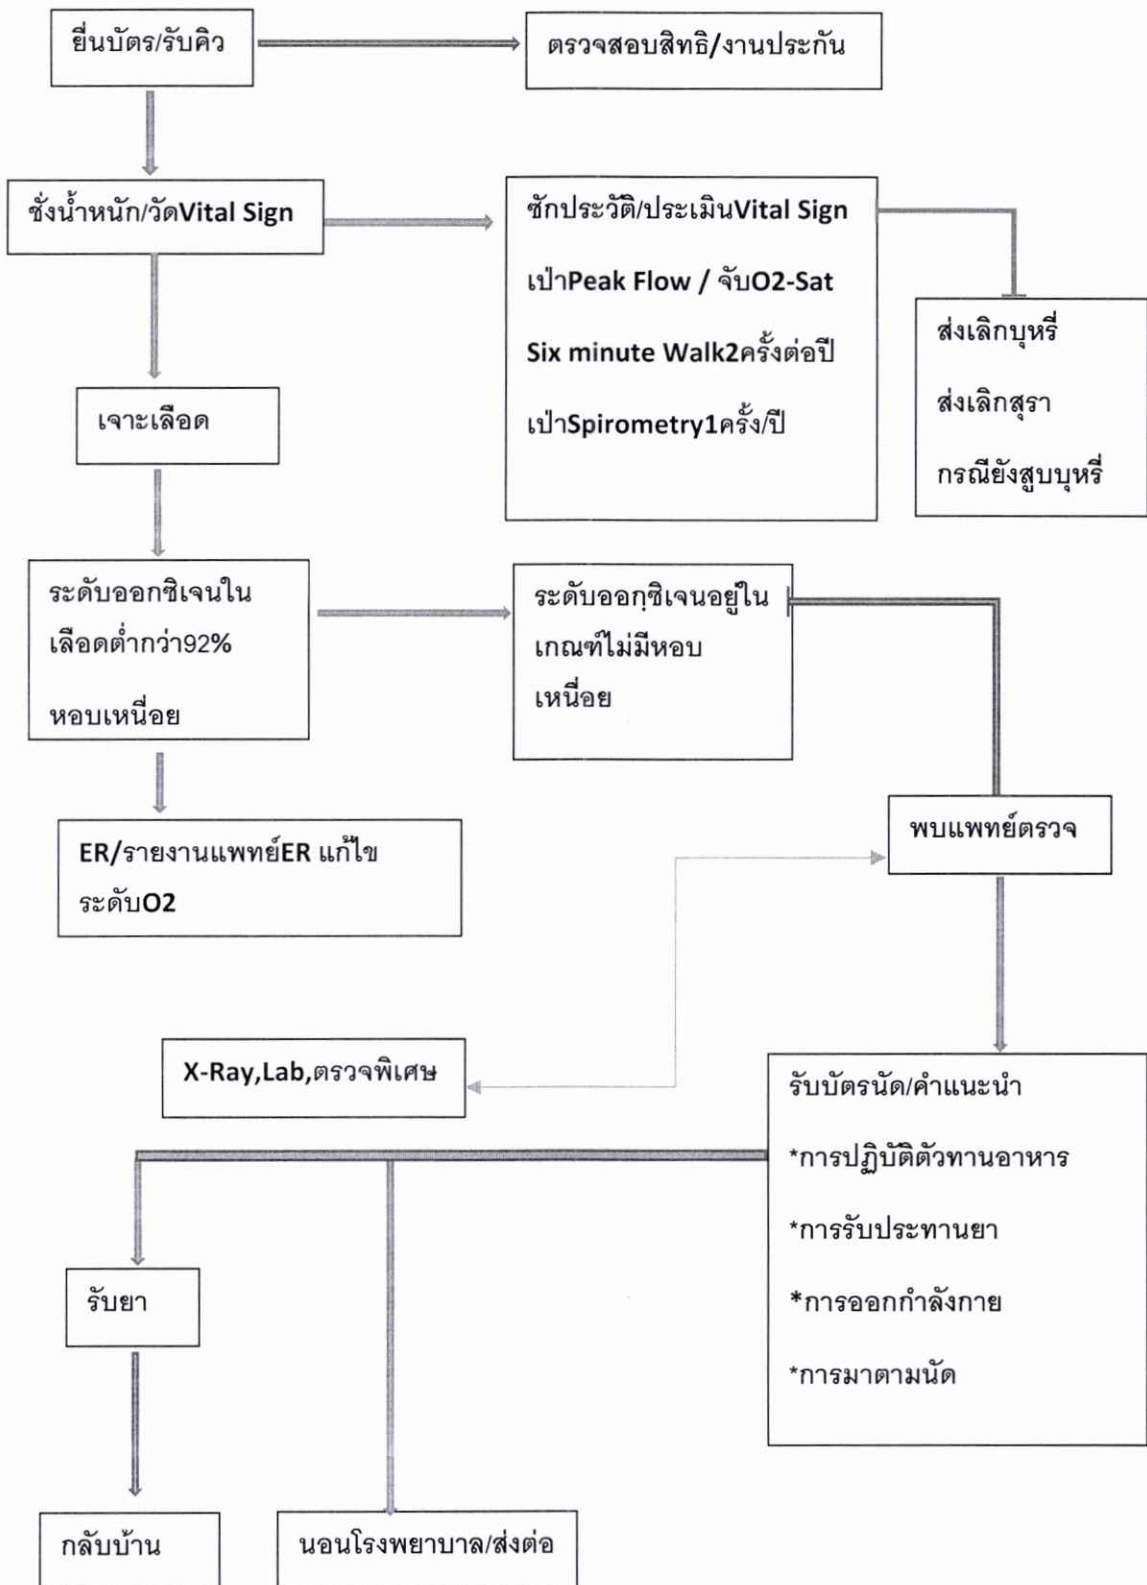 ยื่นบัตร/รับคิว
ตรวจสอบสิทธิ/งานประกัน
ชั่งน้ำหนัก/วัดVital Sign
ซักประวัติ/ประเมินVital Sign
เป่าPeak Flow / จับO2-Sat
Six minute Walk2ครั้งต่อปี
เป่าSpirometry1ครั้ง/ปี
ส่งเลิกบุหรี่
ส่งเลิกสุรา
กรณียังสูบบุหรี่
เจาะเลือด
ระดับออกซิเจนใน
เลือดต่ำกว่า92%
หอบเหนื่อย
ระดับออกซิเจนอยู่ใน
เกณฑ์ไม่มีหอบ
เหนื่อย
พบแพทย์ตรวจ
ER/รายงานแพทย์ER แก้ไข
ระดับO2
X-Ray,Lab,ตรวจพิเศษ
รับบัตรนัด/คำแนะนำ
*การปฏิบัติตัวทานอาหาร
*การรับประทานยา
*การออกกำลังกาย
*การมาตามนัด
รับยา
กลับบ้าน
นอนโรงพยาบาล/ส่งต่อ